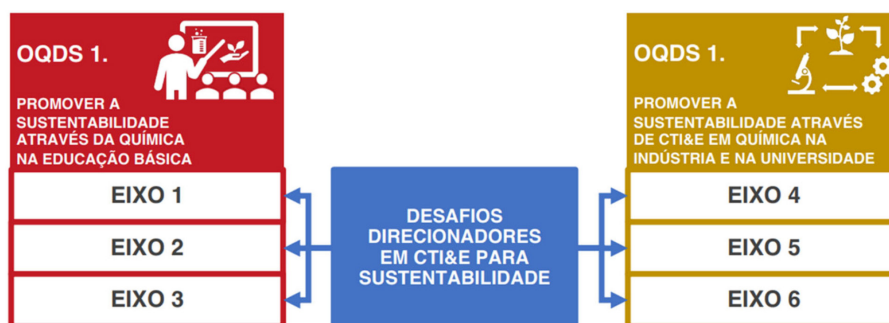 OQDS 1.
PROMOVER A
SUSTENTABILIDADE
ATRAVÉS DA QUÍMICA
NA EDUCAÇÃO BÁSICA
EIXO 1
EIXO 2
EIXO 3
DESAFIOS
DIRECIONADORES
EM CTI&E PARA
SUSTENTABILIDADE
OQDS 1.
PROMOVER A
SUSTENTABILIDADE ATRAVÉS
DE CTI&E EM QUÍMICA NA
INDÚSTRIA E NA UNIVERSIDADE
EIXO 4
EIXO 5
EIXO 6